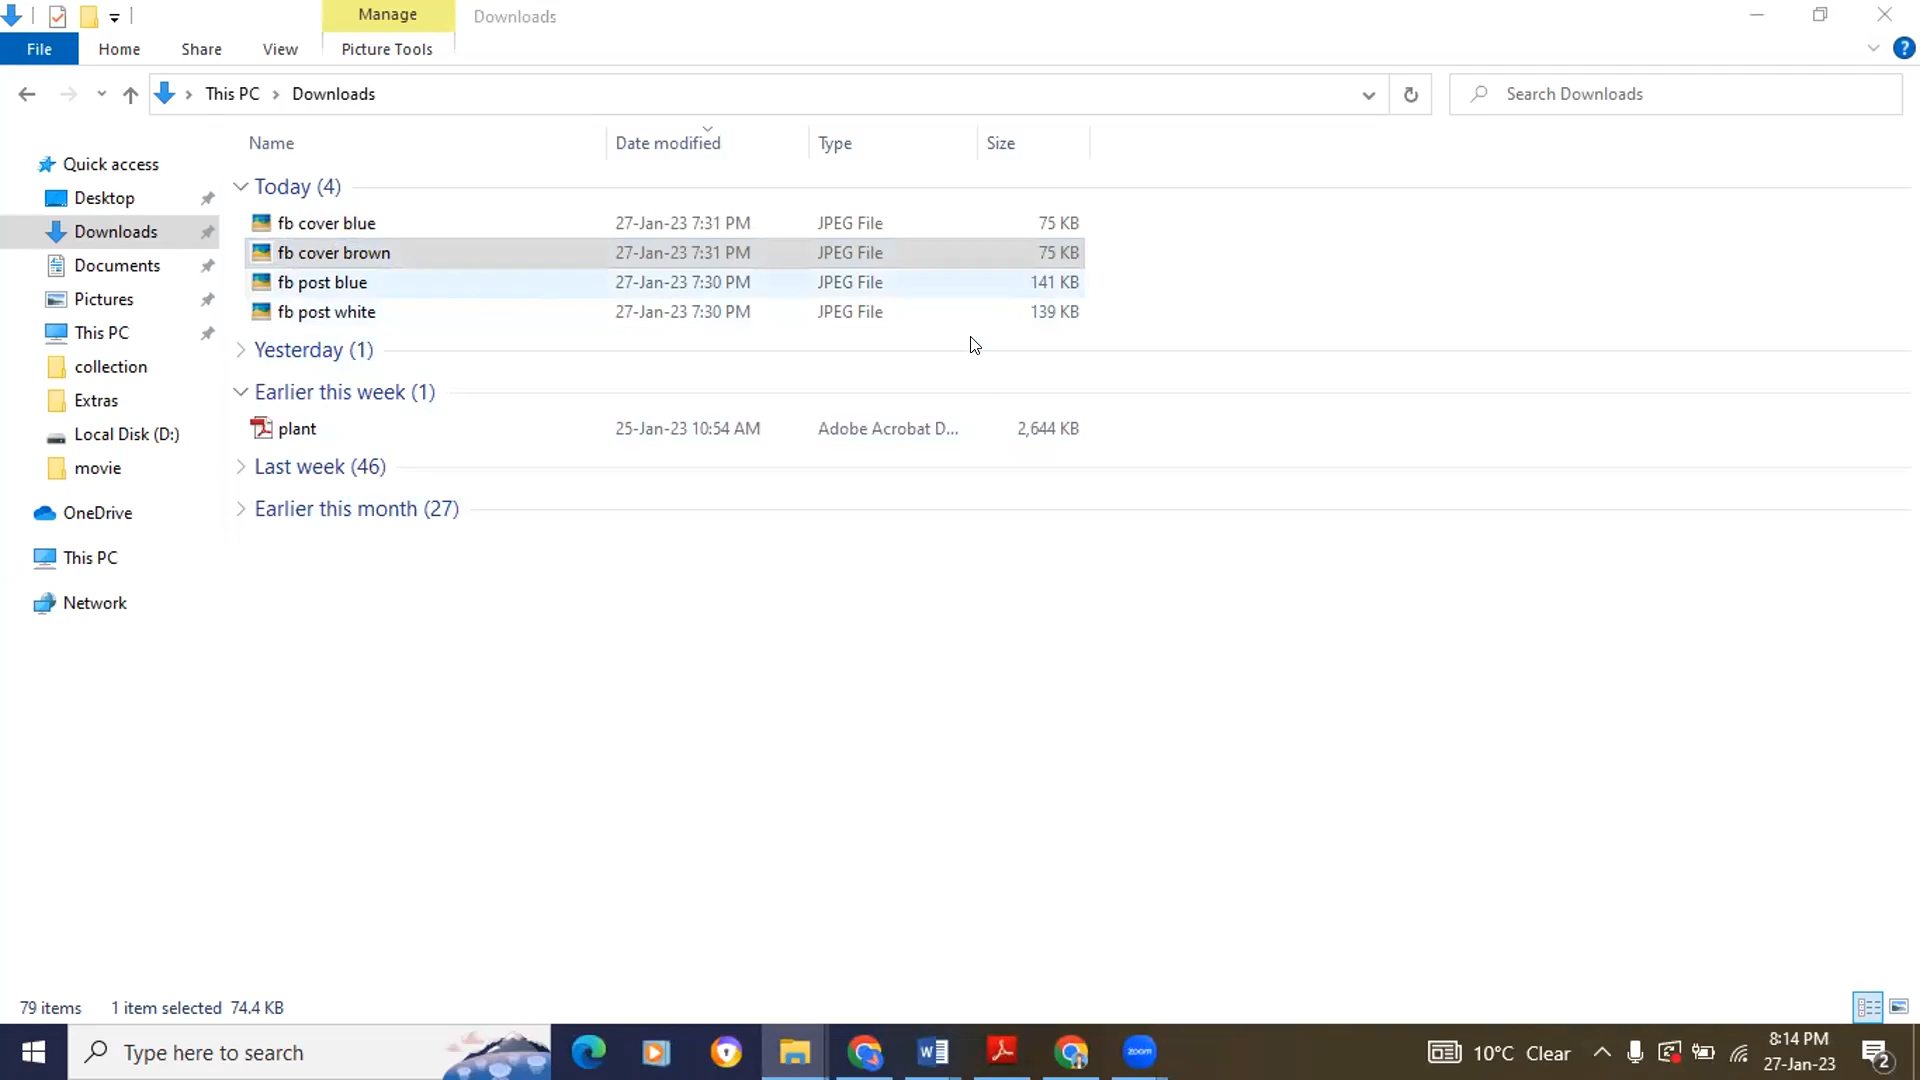 Manage
Downloads
File
Home
Share
View
Picture Tools
?
This PC
Downloads
Search Downloads
Name
Date modified
Type
Size
Quick access
Desktop
Downloads
Documents
Pictures
This PC
collection
Extras
Local Disk (D:)
movie
OneDrive
This PC
Network
Today (4)
fb cover blue 27-Jan-23 7:31 PM JPEG File 75 KB
fb cover brown 27-Jan-23 7:31 PM JPEG File 75 KB
fb post blue 27-Jan-23 7:30 PM JPEG File 141 KB
fb post white 27-Jan-23 7:30 PM JPEG File 139 KB
Yesterday (1)
Earlier this week (1)
plant 25-Jan-23 10:54 AM Adobe Acrobat D... 2,644 KB
Last week (46)
Earlier this month (27)
79 items 1 item selected 74.4 KB
Type here to search
W
zoom
10°C Clear
8:14 PM
27-Jan-23
2